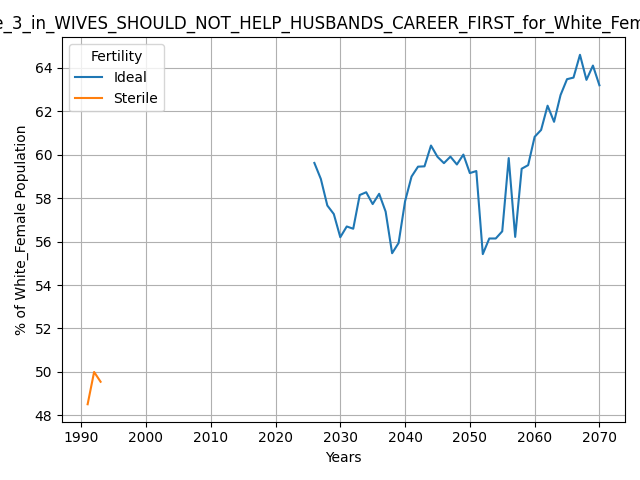 e_3_in_WIVES_SHOULD_NOT_HELP_HUSBANDS_CAREER_FIRST_for_White_Fem
Fertility
Ideal
Sterile
% of White_Female Population
64
62
60
58
56
54
52
50
48
1990 2000 2010 2020 2030 2040 2050 2060 2070
Years